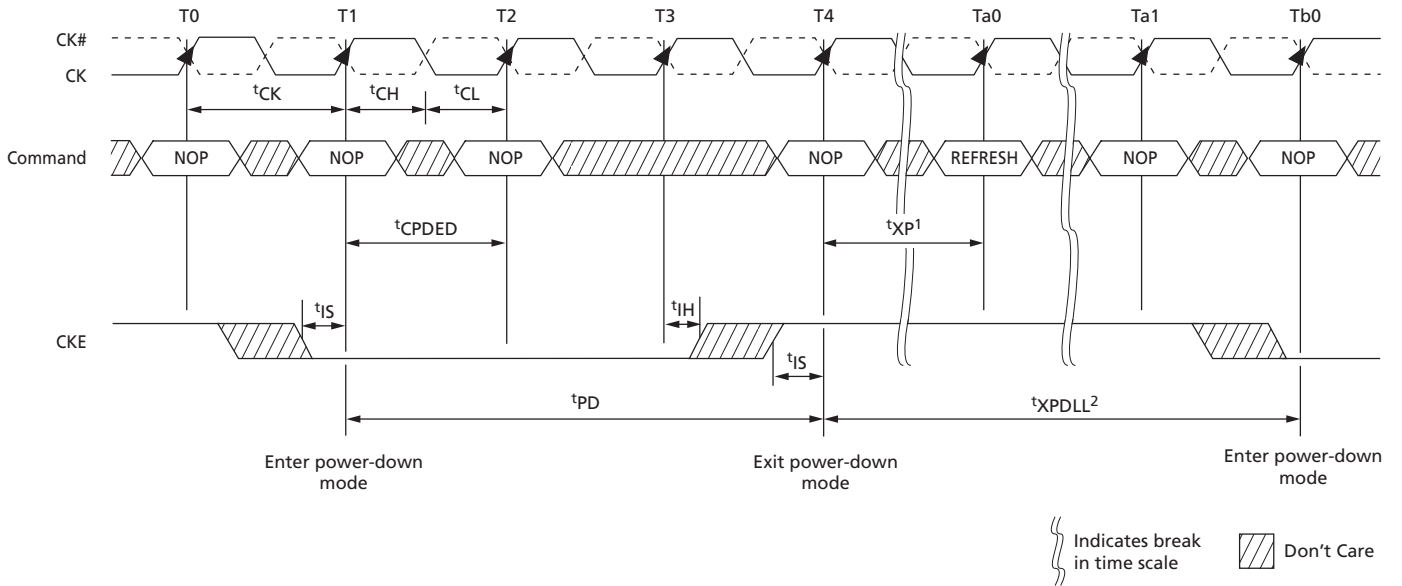 T0 T1 T2 T3 T4 Ta0 Ta1 Tb0
CK#
CK
tCK tCH tCL
Command NOP NOP NOP NOP REFRESH NOP NOP
tCPDED tXP1
tIS tIH
CKE
tIS
tPD tXPDLL2
Enter power-down
mode
Exit power-down
mode
Enter power-down
mode
Indicates break
in time scale
Don't Care